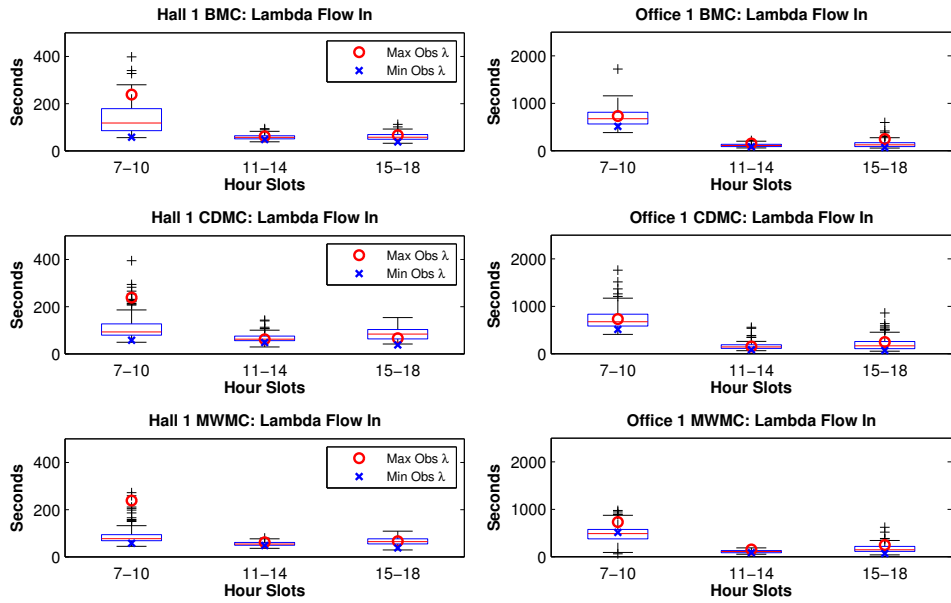 Hall 1 BMC: Lambda Flow In
Seconds
400
200
0
Max Obs λ
Min Obs λ
7−10
11−14
15−18
Hour Slots
Office 1 BMC: Lambda Flow In
Seconds
2000
1000
0
7−10
11−14
15−18
Hour Slots
Hall 1 CDMC: Lambda Flow In
Seconds
400
200
0
Max Obs λ
Min Obs λ
7−10
11−14
15−18
Hour Slots
Office 1 CDMC: Lambda Flow In
Seconds
2000
1000
0
7−10
11−14
15−18
Hour Slots
Hall 1 MWMC: Lambda Flow In
Seconds
400
200
0
Max Obs λ
Min Obs λ
7−10
11−14
15−18
Hour Slots
Office 1 MWMC: Lambda Flow In
Seconds
2000
1000
0
7−10
11−14
15−18
Hour Slots